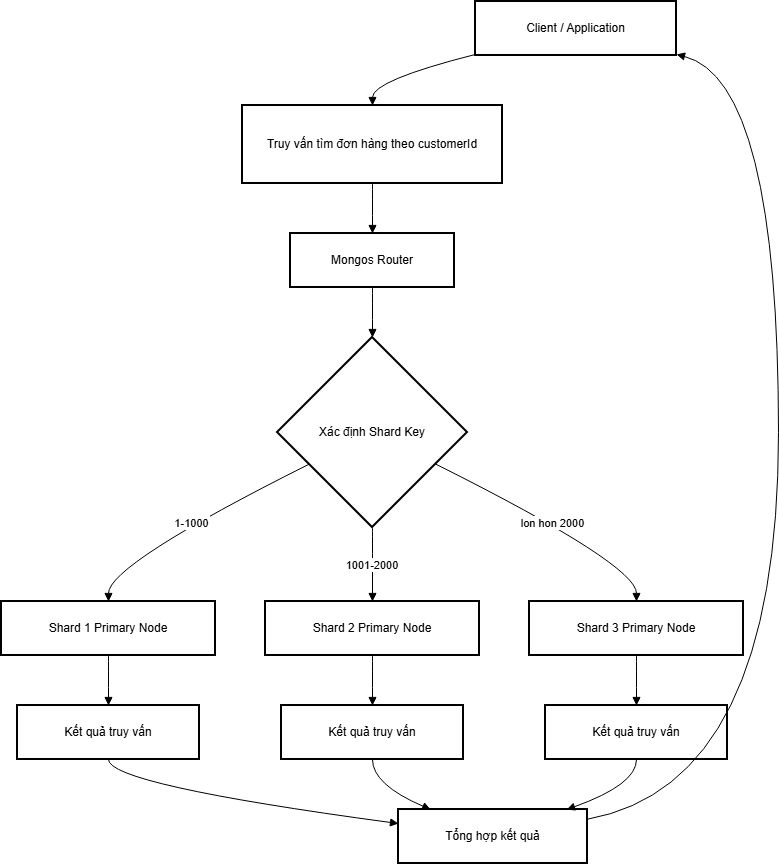 Client / Application
Truy vấn tìm đơn hàng theo customerId
Mongos Router
Xác định Shard Key
1-1000
lon hon 2000
1001-2000
Shard 1 Primary Node
Shard 2 Primary Node
Shard 3 Primary Node
Kết quả truy vấn
Kết quả truy vấn
Kết quả truy vấn
Tổng hợp kết quả